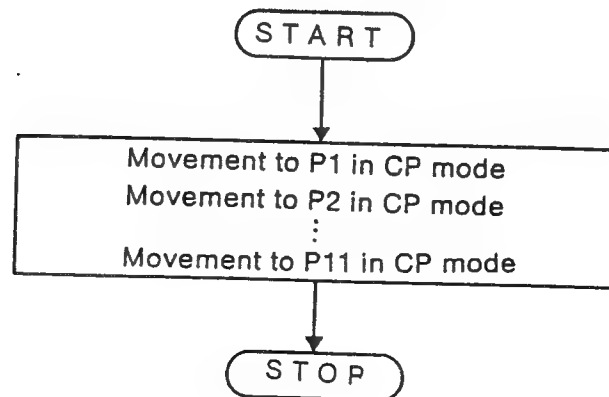 START
Movement to P1 in CP mode
Movement to P2 in CP mode
⋮
Movement to P11 in CP mode
STOP